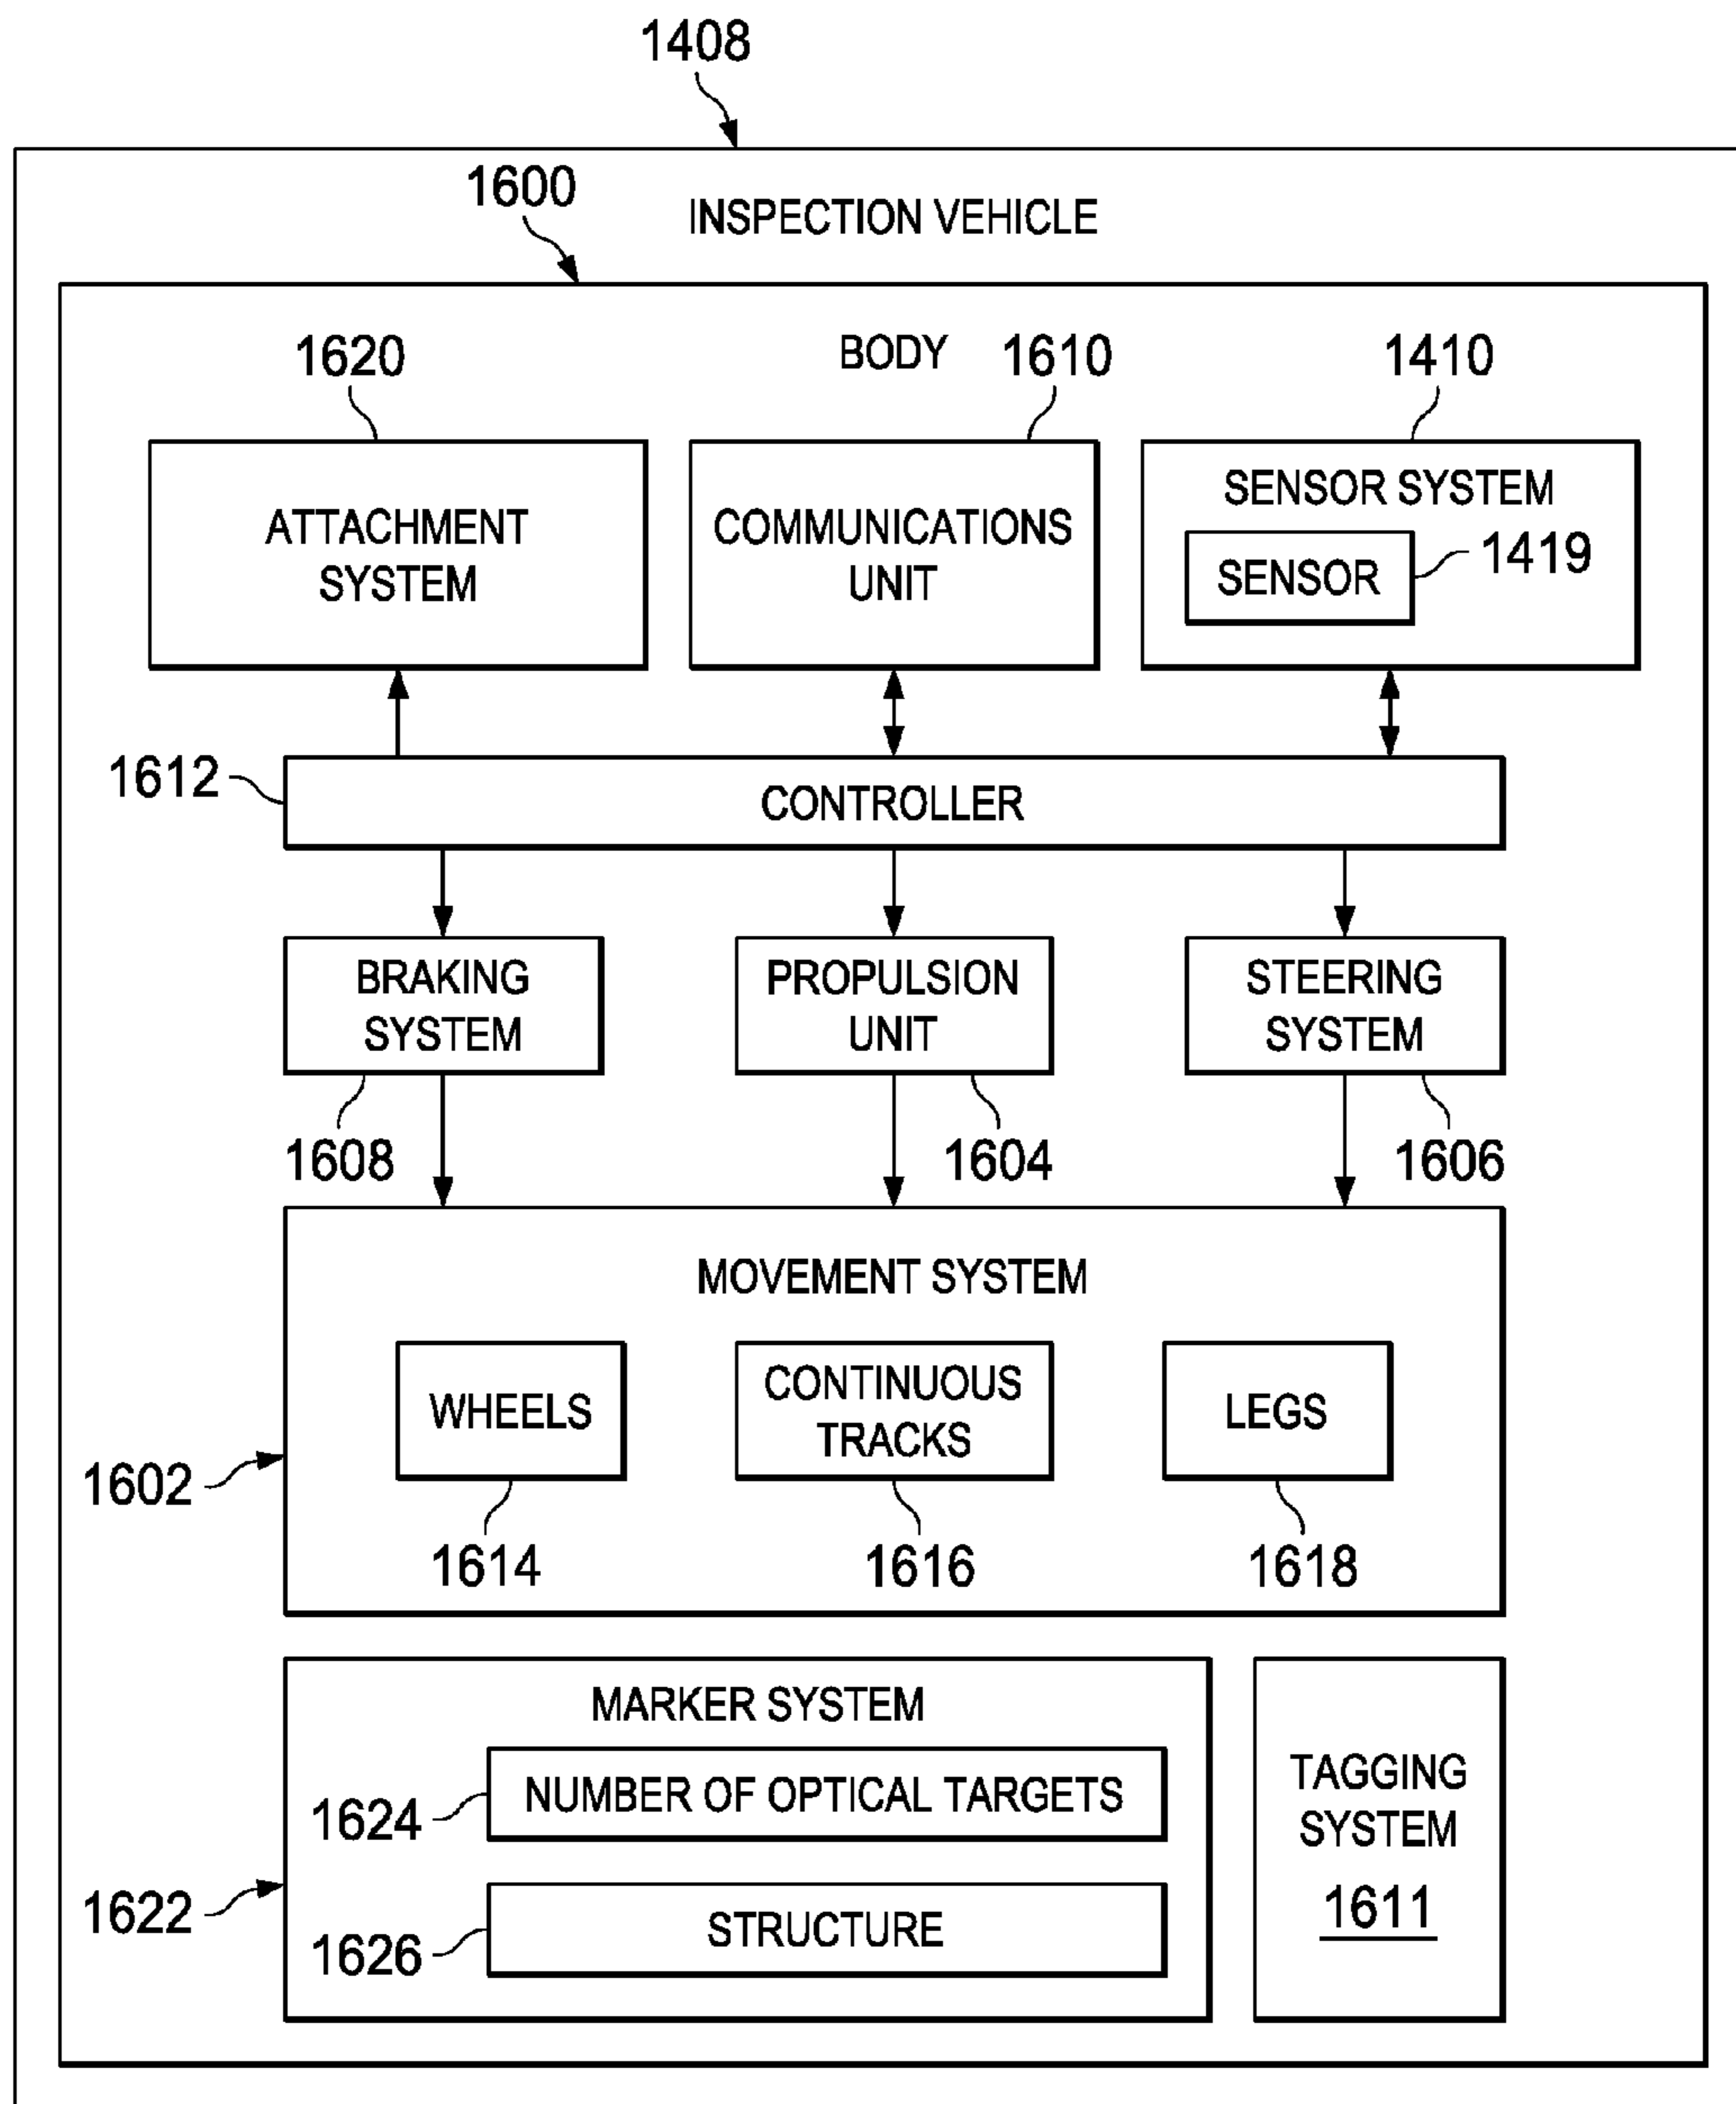 1408
1600
INSPECTION VEHICLE
1620
BODY
1610
1410
ATTACHMENT
SYSTEM
COMMUNICATIONS
UNIT
SENSOR SYSTEM
SENSOR
1419
1612
CONTROLLER
BRAKING
SYSTEM
PROPULSION
UNIT
STEERING
SYSTEM
1608
1604
1606
MOVEMENT SYSTEM
WHEELS
CONTINUOUS
TRACKS
LEGS
1602
1614
1616
1618
MARKER SYSTEM
1624
NUMBER OF OPTICAL TARGETS
1622
1626
STRUCTURE
TAGGING
SYSTEM
1611